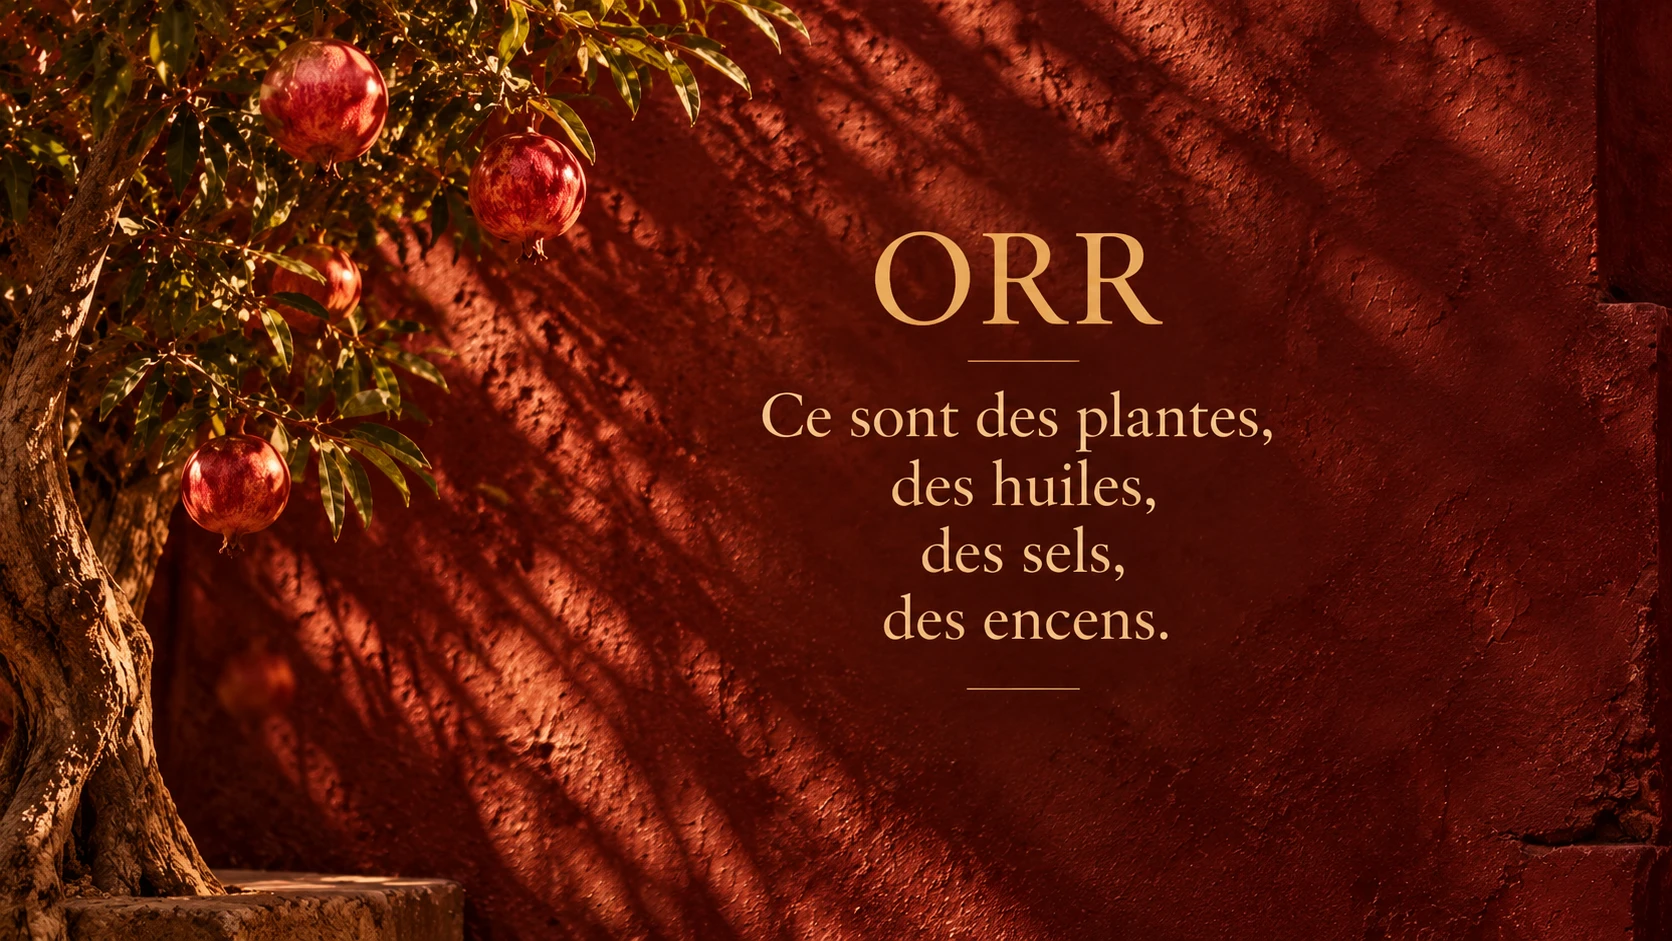 ORR
Ce sont des plantes,
des huiles,
des sels,
des encens.